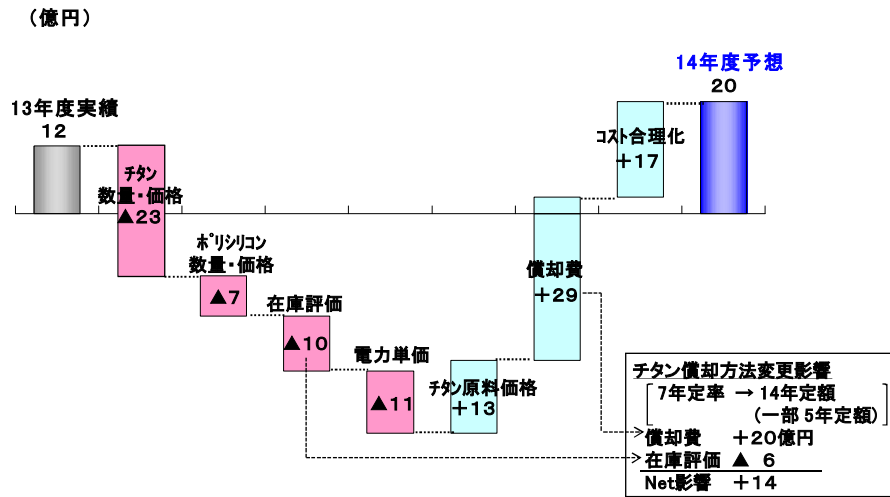 （億円）
13年度実績
12
チタン
数量・価格
▲23
ポリシリコン
数量・価格
▲7
在庫評価
▲10
電力単価
▲11
チタン原料価格
＋13
償却費
＋29
コスト合理化
＋17
14年度予想
20
チタン償却方法変更影響
7年定率 → 14年定額
（一部 5年定額）
償却費 ＋20億円
在庫評価 ▲ 6
Net影響 ＋14